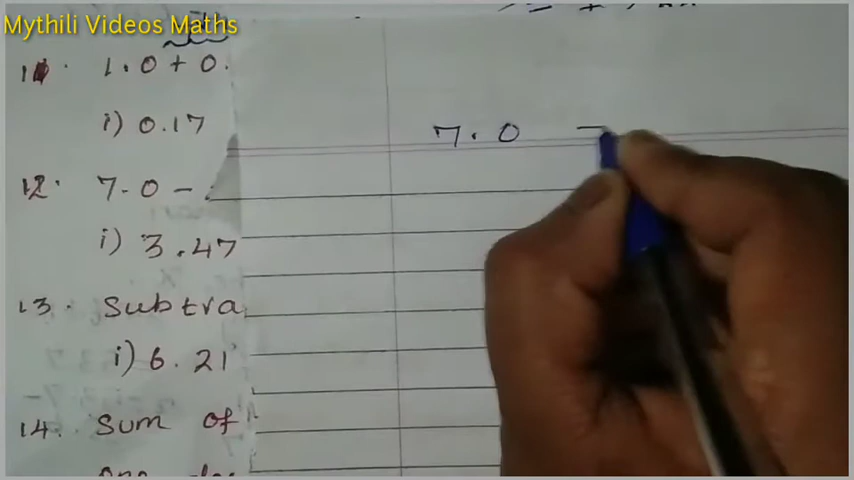 Mythili Videos Maths
11. 1.0 + 0.
i) 0.17
7.0 -
12. 7.0 -
i) 3.47
13. Subtra
i) 6.21
14. Sum of